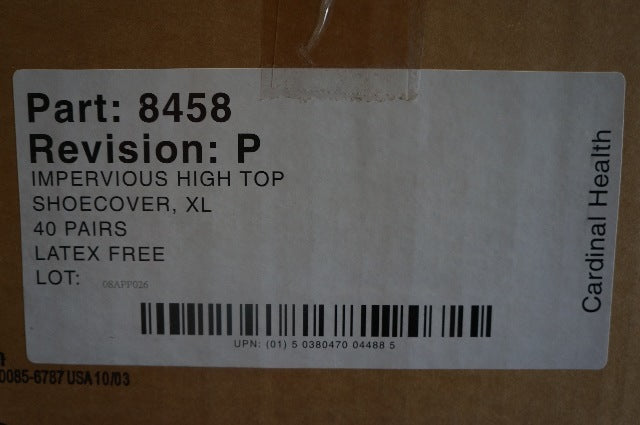 Part: 8458
Revision: P
IMPERVIOUS HIGH TOP
SHOECOVER, XL
40 PAIRS
LATEX FREE
LOT: 08APP026
UPN: (01) 5 0380470 04488 5
Cardinal Health
0085-6787 USA 10/03